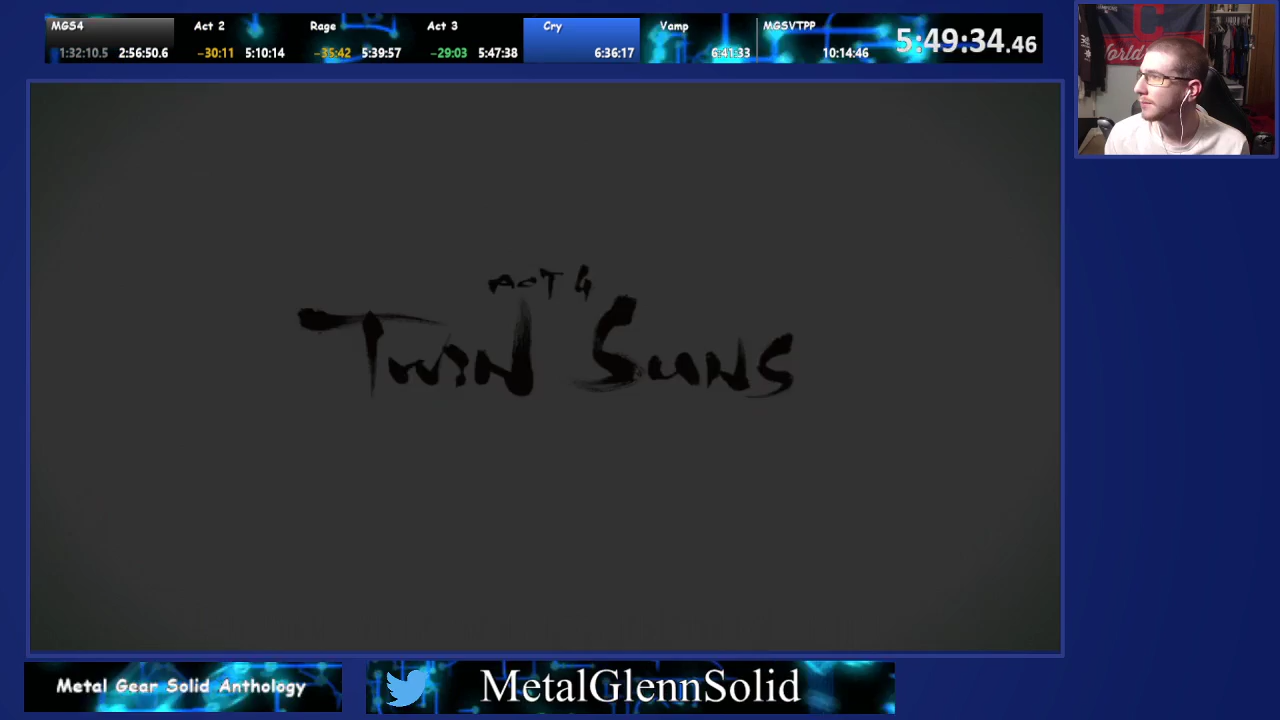 MGS4 Act 2 Rage Act 3 Cry Vamp MGSVTPP
1:32:10.5 2:56:50.6 -30:11 5:10:14 -35:42 5:39:57 -29:03 5:47:38 6:36:17 6:41:33 10:14:46
5:49:34.46
C
World
ACT 4
TWIN SUNS
Metal Gear Solid Anthology
MetalGlennSolid